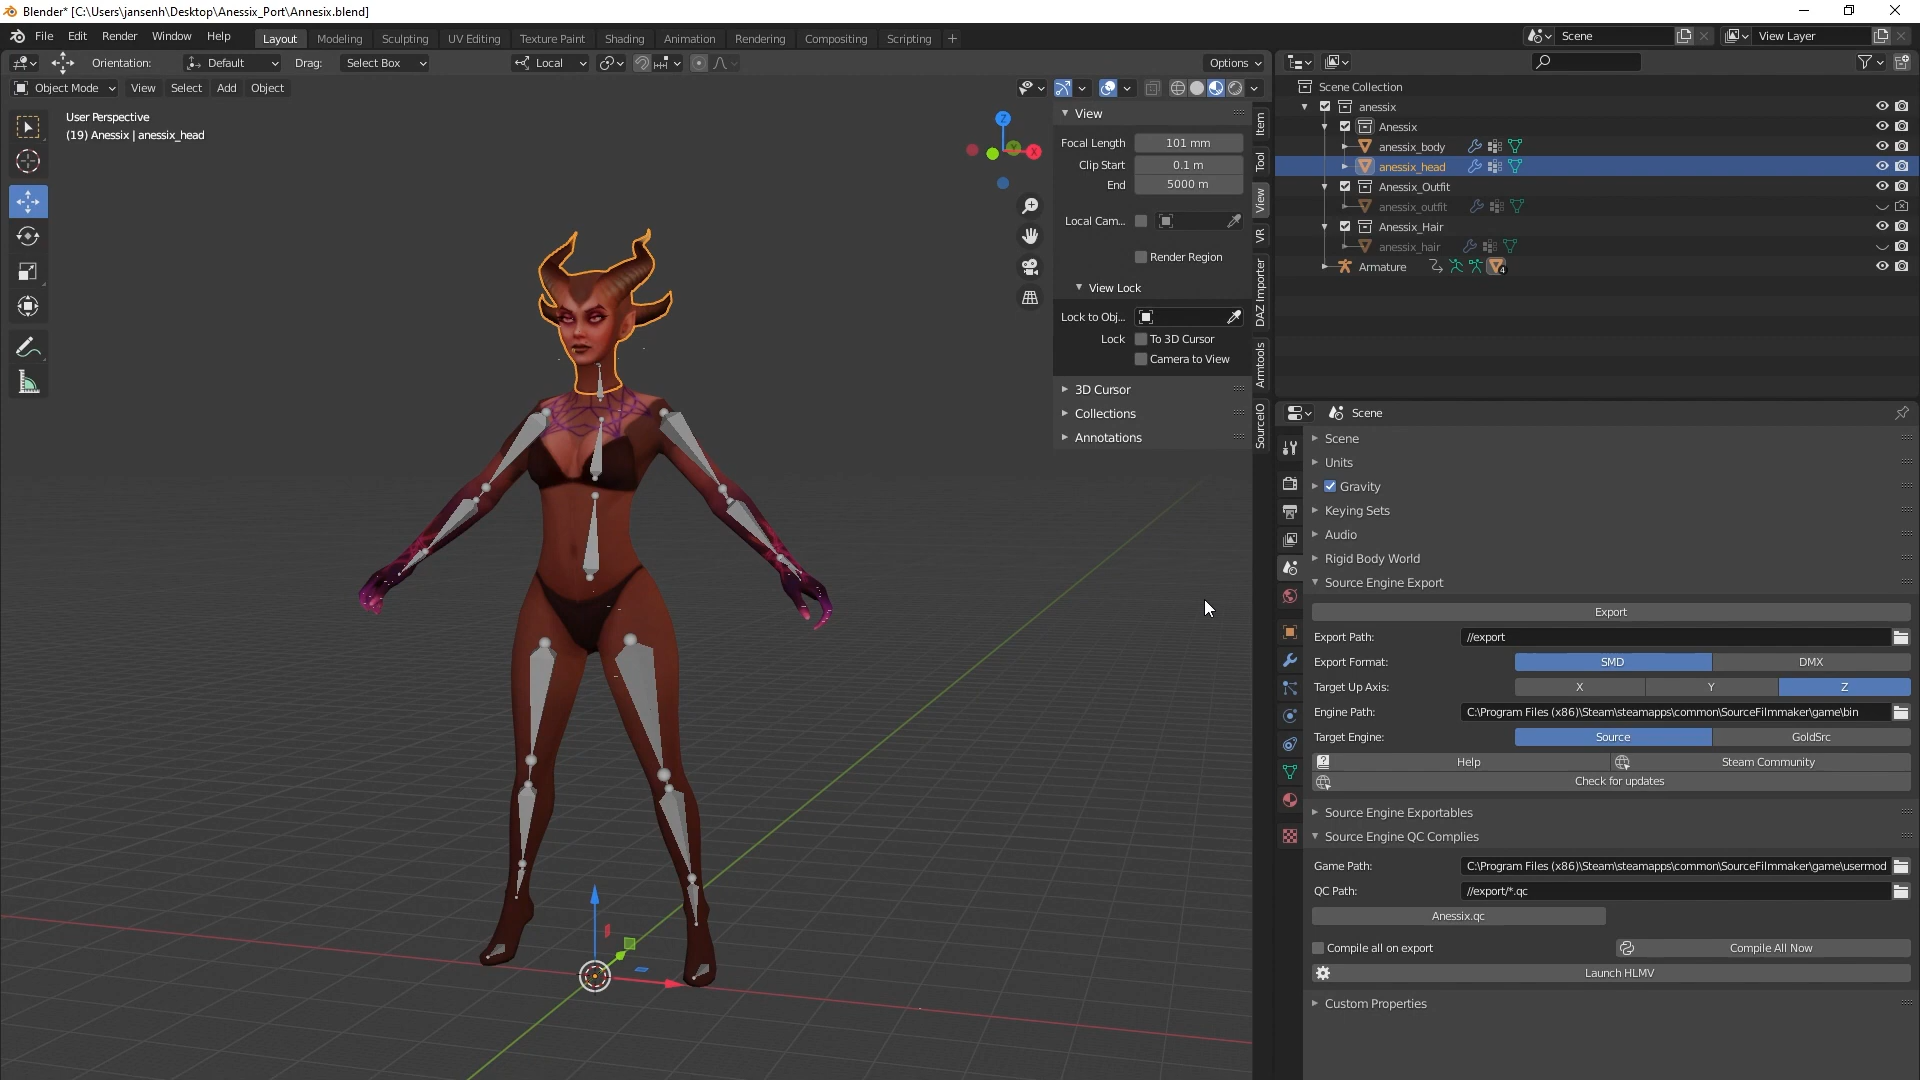 Blender* [C:\Users\jansenh\Desktop\Anessix_Port\Annesix.blend]
File Edit Render Window Help Layout Modeling Sculpting UV Editing Texture Paint Shading Animation Rendering Compositing Scripting + Scene View Layer
Orientation: Default Drag: Select Box Local Options
Object Mode View Select Add Object
User Perspective
(19) Anessix | anessix_head
Z
Y
X
View
Focal Length 101 mm
Clip Start 0.1 m
End 5000 m
Local Cam...
Render Region
View Lock
Lock to Obj...
Lock To 3D Cursor
Camera to View
3D Cursor
Collections
Annotations
Item
Tool
View
VR
DAZ Importer
Armtools
SourceIO
Scene Collection
anessix
Anessix
anessix_body
anessix_head
Anessix_Outfit
anessix_outfit
Anessix_Hair
anessix_hair
Armature 4
Scene
Scene
Units
Gravity
Keying Sets
Audio
Rigid Body World
Source Engine Export
Export
Export Path: //export
Export Format: SMD DMX
Target Up Axis: X Y Z
Engine Path: C:\Program Files (x86)\Steam\steamapps\common\SourceFilmmaker\game\bin
Target Engine: Source GoldSrc
Help Steam Community
Check for updates
Source Engine Exportables
Source Engine QC Complies
Game Path: C:\Program Files (x86)\Steam\steamapps\common\SourceFilmmaker\game\usermod
QC Path: //export/*.qc
Anessix.qc
Compile all on export Compile All Now
Launch HLMV
Custom Properties